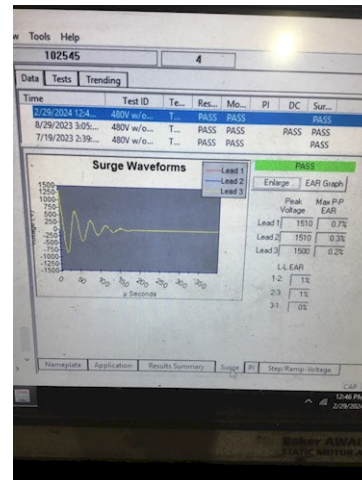 w Tools Help
102545 4
Data Tests Trending
Time Test ID Te... Res... Mo... PI DC Sur...
2/29/2024 12:4... 480V w/o... T... PASS PASS PASS
8/29/2023 3:05:... 480V w/o... T... PASS PASS PASS PASS
7/19/2023 2:39:... 480V w/o... T... PASS PASS PASS
Surge Waveforms
Lead 1
Lead 2
Lead 3
PASS
Enlarge... EAR Graph
Peak Voltage Max P-P EAR
Lead 1 1510 0.7%
Lead 2 1510 0.3%
Lead 3 1500 0.2%
L-L EAR
1-2 1%
2-3 1%
3-1 0%
1500
1250
1000
750
500
250
0
-250
-500
-750
-1000
-1250
-1500
0 50 100 150 200 250 300 350
µ Seconds
Nameplate Application Results Summary Surge PI Step/Ramp-Voltage
CAP
12:46 PM
2/29/202
Baker AWA
STATIC MOTOR A